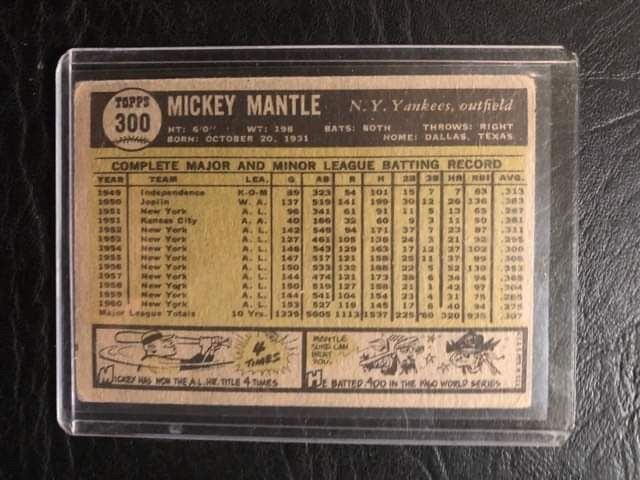 TOPPS
300
MICKEY MANTLE N.Y. Yankees, outfield
HT: 6'0" WT: 198 BATS: BOTH THROWS: RIGHT
BORN: OCTOBER 20, 1931 HOME: DALLAS, TEXAS
COMPLETE MAJOR AND MINOR LEAGUE BATTING RECORD
YEAR TEAM LEA. G AB R H 2B 3B HR RBI AVG.
1949 Independence K-O-M 89 323 54 101 15 7 7 63 .313
1950 Joplin W. A. 137 519 141 199 30 12 26 136 .383
1951 New York A. L. 96 341 61 91 11 5 13 65 .267
1951 Kansas City A. A. 40 166 32 60 9 3 11 50 .361
1952 New York A. L. 142 549 94 171 37 7 23 87 .311
1953 New York A. L. 127 461 105 136 24 3 21 92 .295
1954 New York A. L. 146 543 129 163 17 12 27 102 .300
1955 New York A. L. 147 517 121 158 25 11 37 99 .306
1956 New York A. L. 150 533 132 188 22 5 52 130 .353
1957 New York A. L. 144 474 121 173 28 6 94 .365
1958 New York A. L. 150 42 97 .304
1959 New York A. L. 144 541 104 154 23 4 31 75 .285
1960 New York A. L. 153 527 119 145 17 6 40 94 .275
Major League Totals 10 Yrs. 1339 5005 1113 1537 225 60 320 935 .307
4 TIMES
MANTLE
SURE CAN
BEAT
YOU.
MICKEY HAS WON THE A.L. HR. TITLE 4 TIMES
HE BATTED .400 IN THE 1960 WORLD SERIES